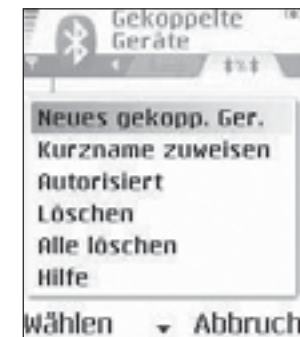 Gekoppelte
Geräte
Neues gekopp. Ger.
Kurzname zuweisen
Autorisiert
Löschen
Alle löschen
Hilfe
Wählen Abbruch